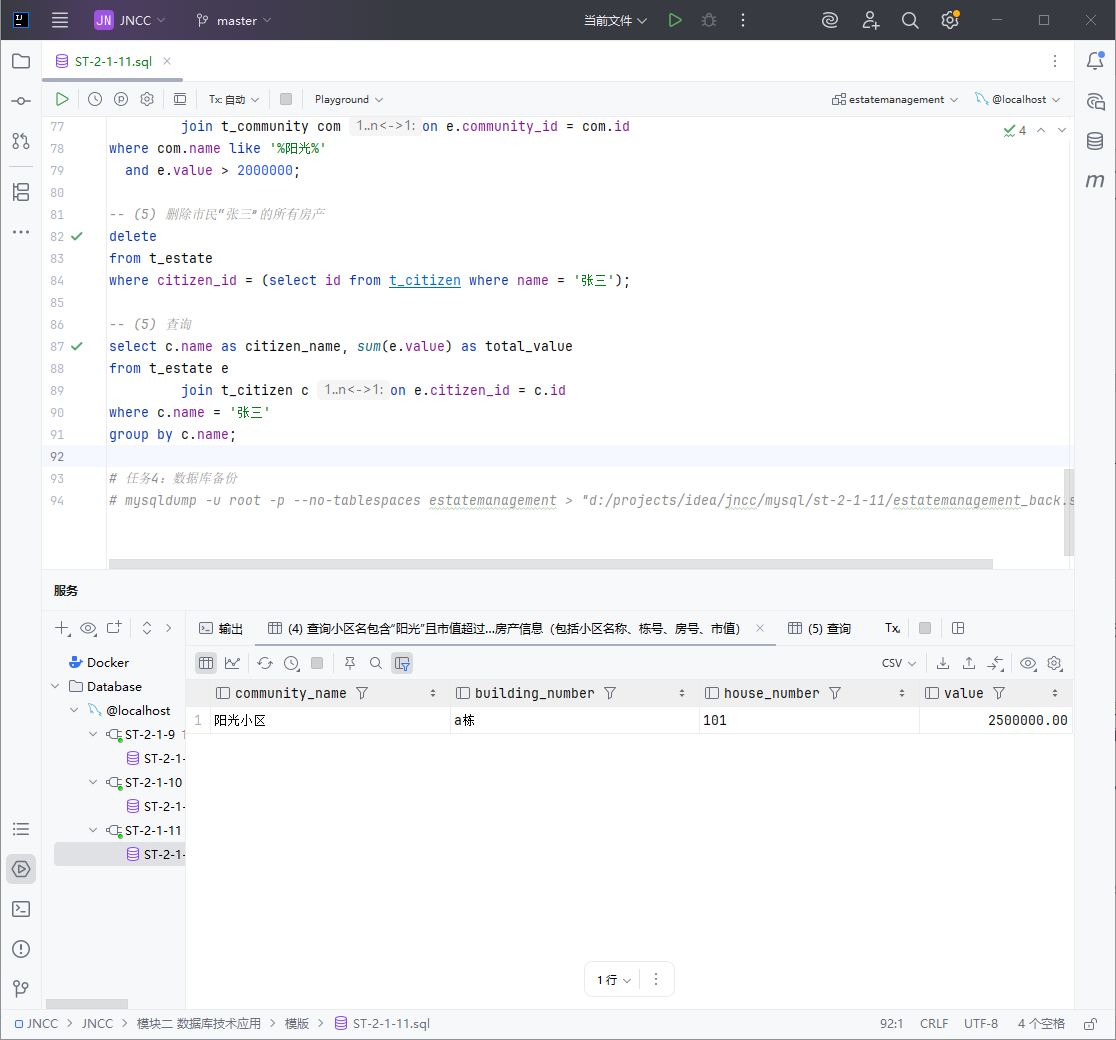 JN JNCC master 当前文件
ST-2-1-11.sql
Tx: 自动 Playground estatemanagement @localhost
77 join t_community com 1..n<->1: on e.community_id = com.id
4
78 where com.name like '%阳光%'
79 and e.value > 2000000;
80
81 -- (5) 删除市民“张三”的所有房产
82 delete
83 from t_estate
84 where citizen_id = (select id from t_citizen where name = '张三');
85
86 -- (5) 查询
87 select c.name as citizen_name, sum(e.value) as total_value
88 from t_estate e
89 join t_citizen c 1..n<->1: on e.citizen_id = c.id
90 where c.name = '张三'
91 group by c.name;
92
93 # 任务4: 数据库备份
94 # mysqldump -u root -p --no-tablespaces estatemanagement > "d:/projects/idea/jncc/mysql/st-2-1-11/estatemanagement_back.s
服务
输出 (4) 查询小区名包含“阳光”且市值超过...房产信息（包括小区名称、栋号、房号、市值） (5) 查询 Tx
Docker
Database
@localhost
ST-2-1-9 1
ST-2-1-
ST-2-1-10
ST-2-1-
ST-2-1-11
ST-2-1-
CSV
community_name building_number house_number value
1 阳光小区 a栋 101 2500000.00
1 行
JNCC JNCC 模块二 数据库技术应用 模版 ST-2-1-11.sql 92:1 CRLF UTF-8 4 个空格